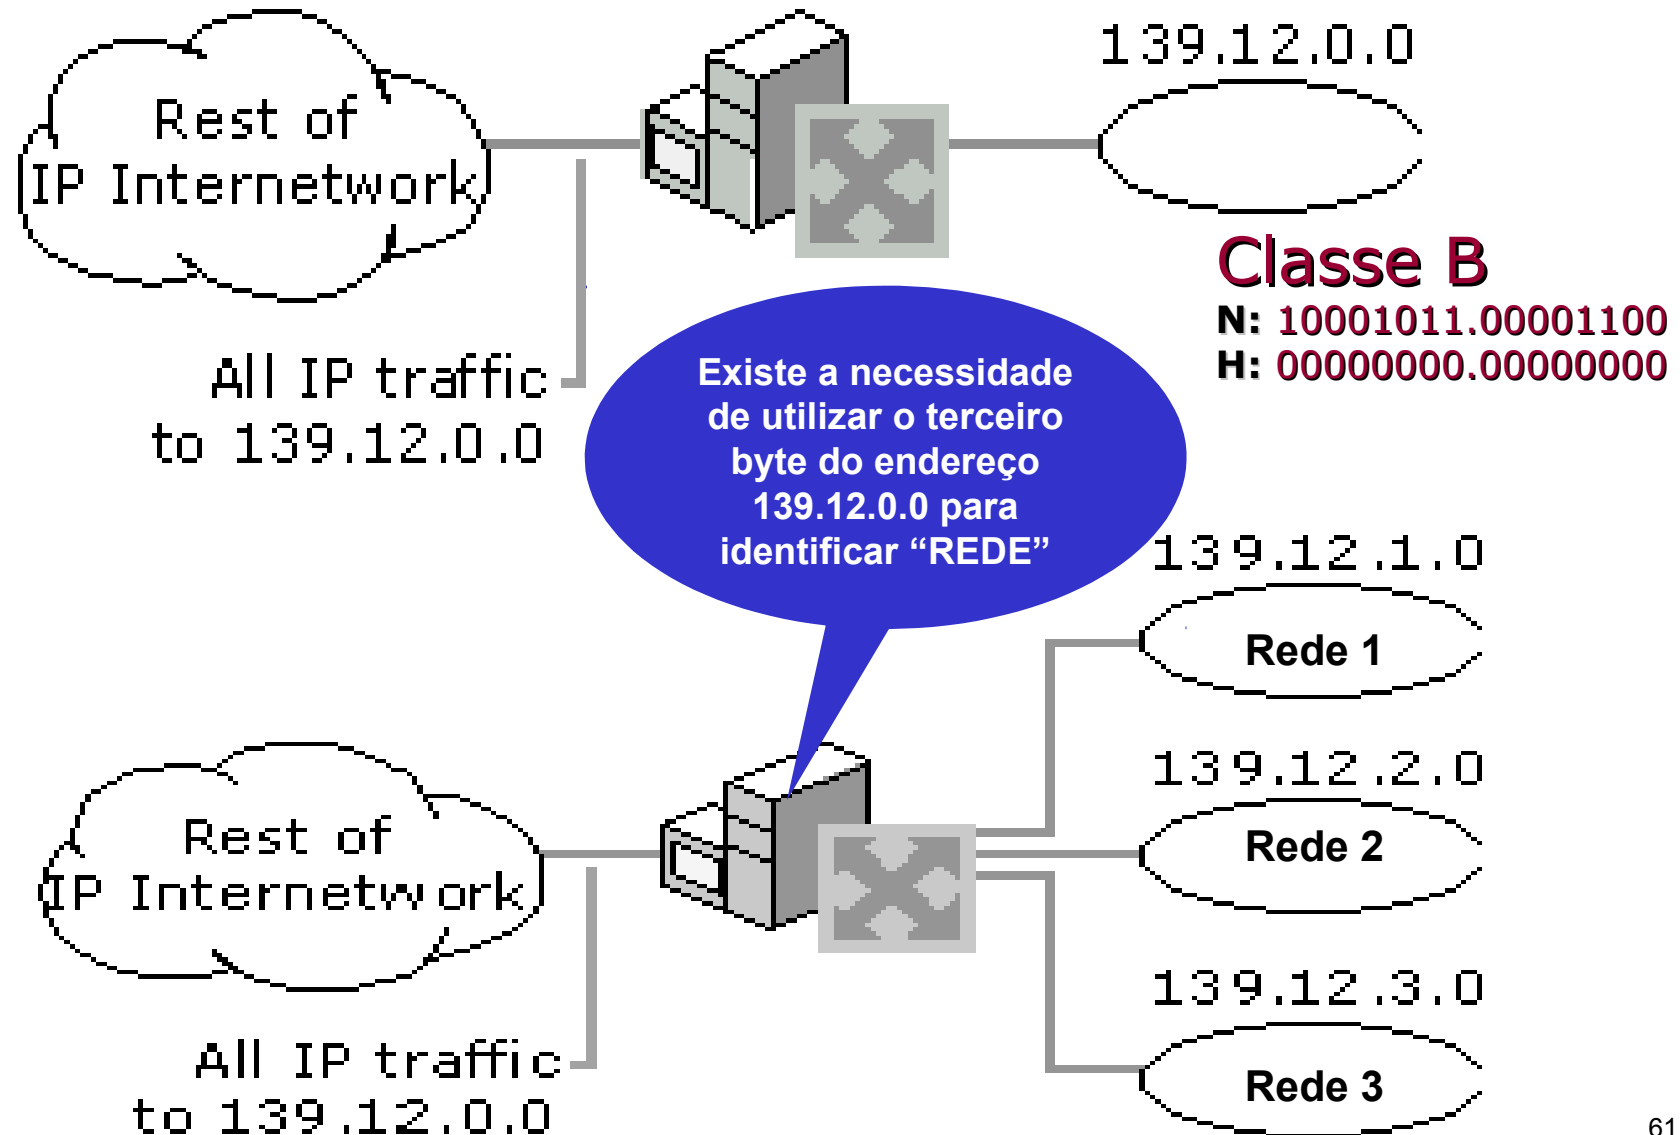 139.12.0.0
Rest of
IP Internetwork
Classe B
N: 10001011.00001100
H: 00000000.00000000
All IP traffic
to 139.12.0.0
Existe a necessidade
de utilizar o terceiro
byte do endereço
139.12.0.0 para
identificar “REDE”
139.12.1.0
Rede 1
139.12.2.0
Rede 2
Rest of
IP Internetwork
139.12.3.0
Rede 3
All IP traffic
to 139.12.0.0
61